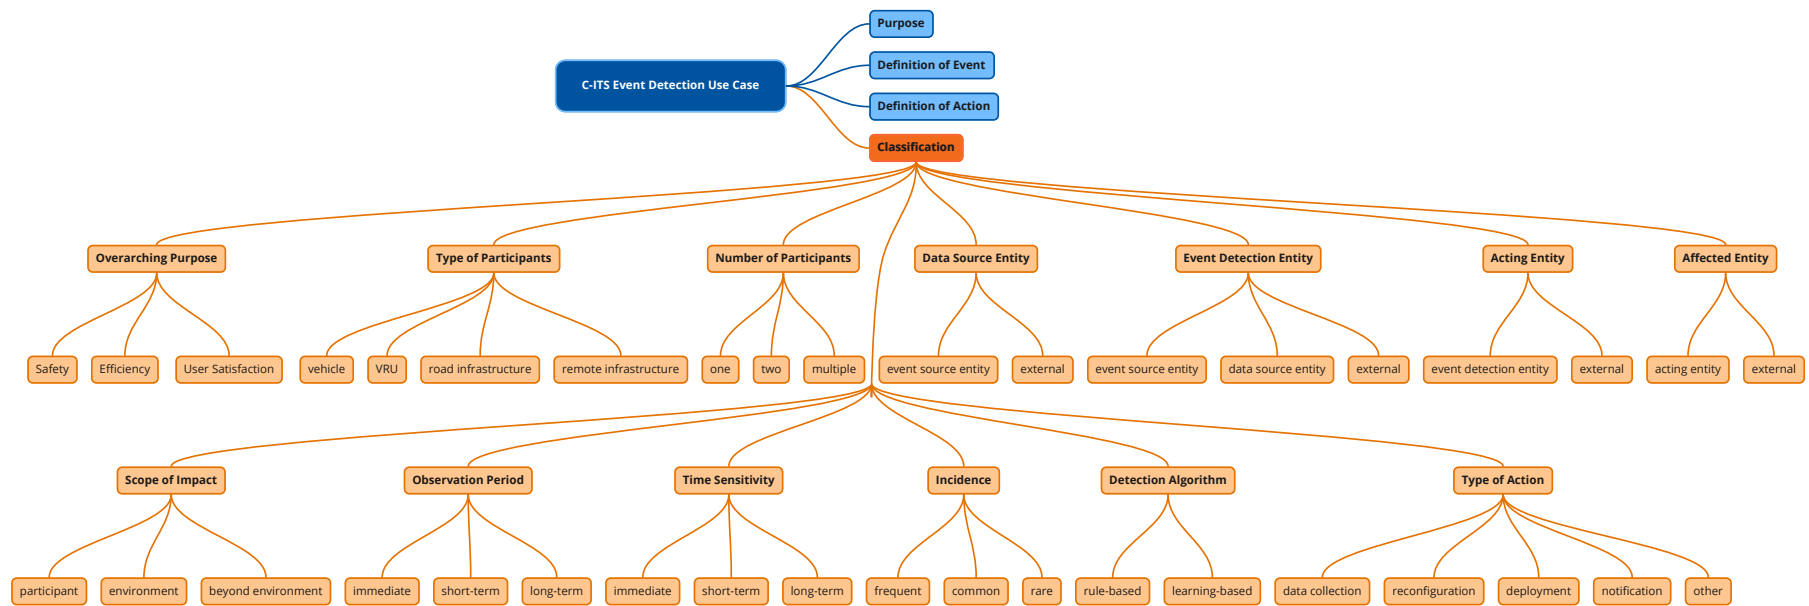 Purpose
C-ITS Event Detection Use Case
Definition of Event
Definition of Action
Classification
Overarching Purpose
Type of Participants
Number of Participants
Data Source Entity
Event Detection Entity
Acting Entity
Affected Entity
Safety
Efficiency
User Satisfaction
vehicle
VRU
road infrastructure
remote infrastructure
one
two
multiple
event source entity
external
event source entity
data source entity
external
event detection entity
external
acting entity
external
Scope of Impact
Observation Period
Time Sensitivity
Incidence
Detection Algorithm
Type of Action
participant
environment
beyond environment
immediate
short-term
long-term
immediate
short-term
long-term
frequent
common
rare
rule-based
learning-based
data collection
reconfiguration
deployment
notification
other